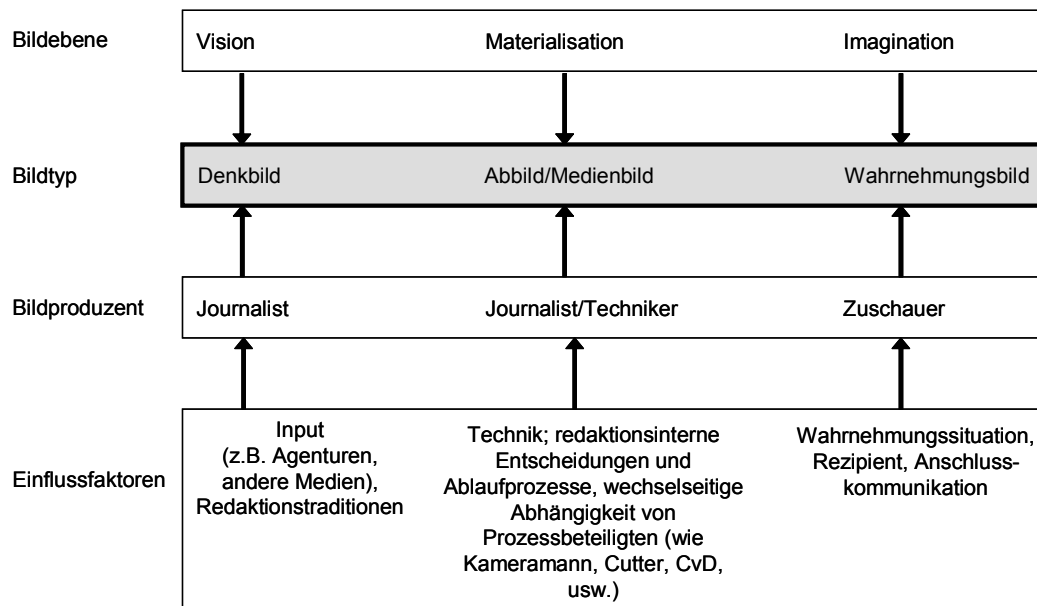 Bildebene
Vision
Materialisation
Imagination
Bildtyp
Denkbild
Abbild/Medienbild
Wahrnehmungsbild
Bildproduzent
Journalist
Journalist/Techniker
Zuschauer
Einflussfaktoren
Input
(z.B. Agenturen,
andere Medien),
Redaktionstraditionen
Technik; redaktionsinterne
Entscheidungen und
Ablaufprozesse, wechselseitige
Abhängigkeit von
Prozessbeteiligten (wie
Kameramann, Cutter, CvD,
usw.)
Wahrnehmungssituation,
Rezipient, Anschluss-
kommunikation